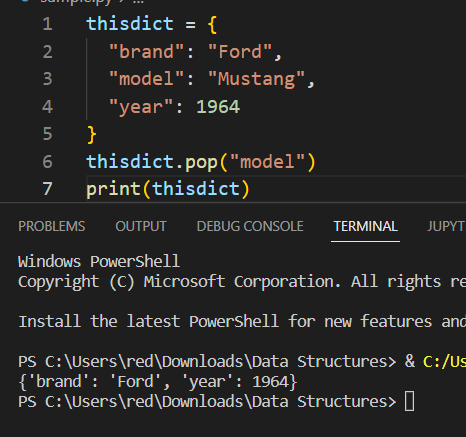 sample.py > ...
1 thisdict = {
2   "brand": "Ford",
3   "model": "Mustang",
4   "year": 1964
5 }
6 thisdict.pop("model")
7 print(thisdict)
PROBLEMS OUTPUT DEBUG CONSOLE TERMINAL JUPYT
Windows PowerShell
Copyright (C) Microsoft Corporation. All rights re
Install the latest PowerShell for new features and
PS C:\Users\red\Downloads\Data Structures> & C:/Us
{'brand': 'Ford', 'year': 1964}
PS C:\Users\red\Downloads\Data Structures>